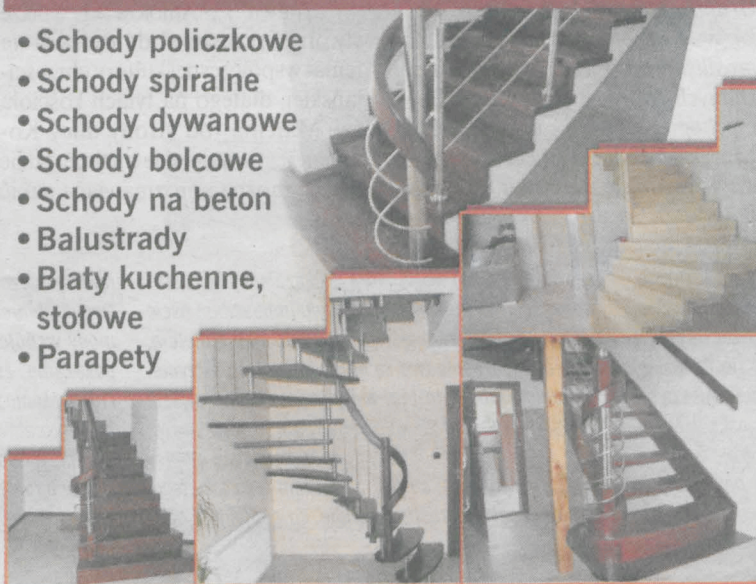 • Schody policzkowe
• Schody spiralne
• Schody dywanowe
• Schody bolcowe
• Schody na beton
• Balustrady
• Blaty kuchenne,
stołowe
• Parapety